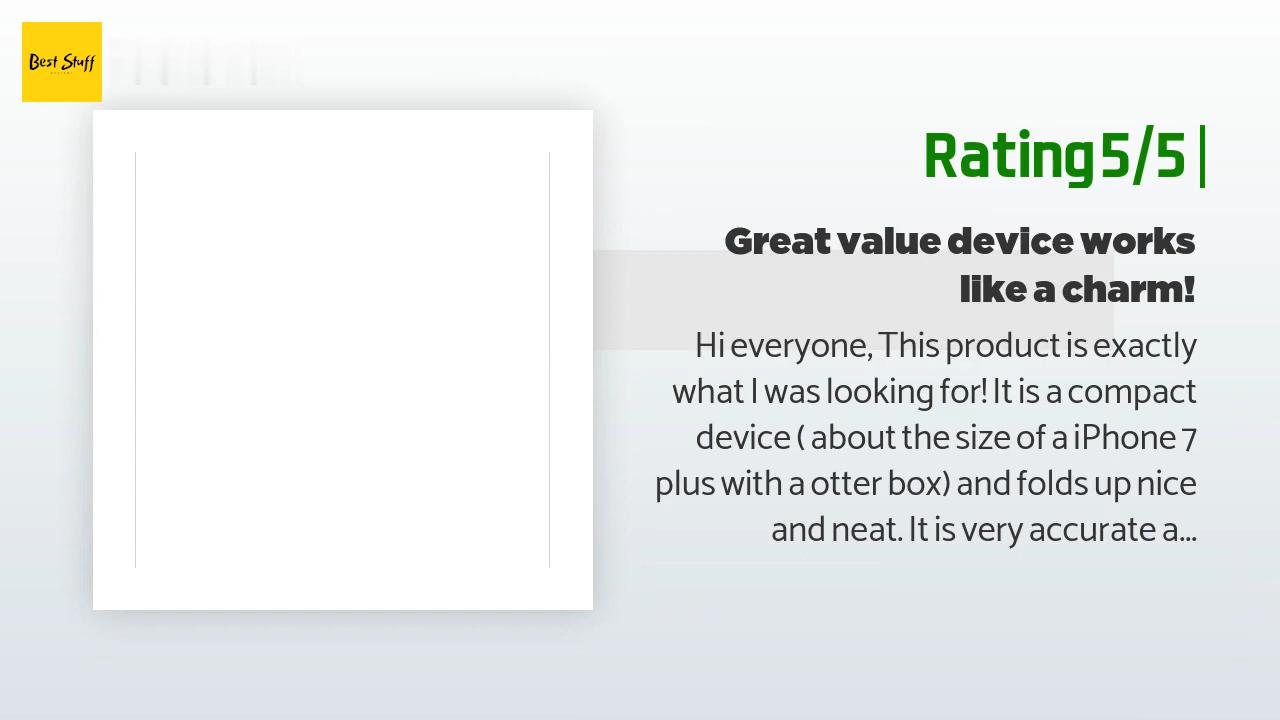 Best Stuff
Rating 5/5
Great value device works
like a charm!
Hi everyone, This product is exactly
what I was looking for! It is a compact
device ( about the size of a iPhone 7
plus with a otter box) and folds up nice
and neat. It is very accurate a...